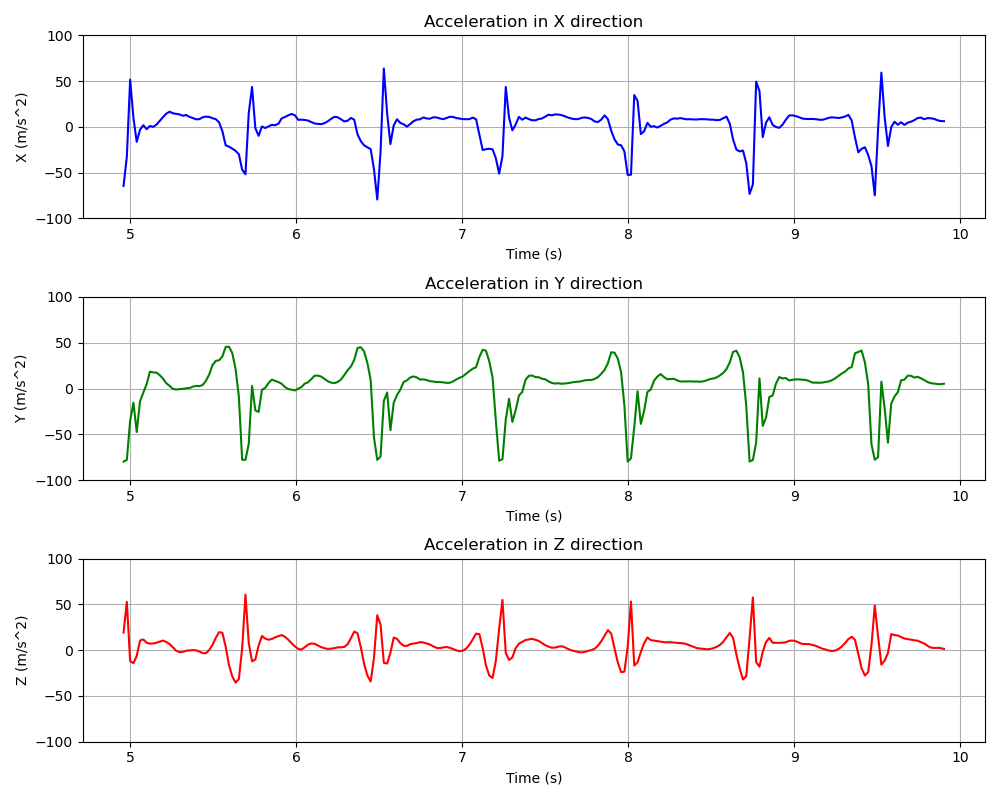 Acceleration in X direction
100
50
0
−50
−100
X (m/s^2)
5 6 7 8 9 10
Time (s)
Acceleration in Y direction
100
50
0
−50
−100
Y (m/s^2)
5 6 7 8 9 10
Time (s)
Acceleration in Z direction
100
50
0
−50
−100
Z (m/s^2)
5 6 7 8 9 10
Time (s)